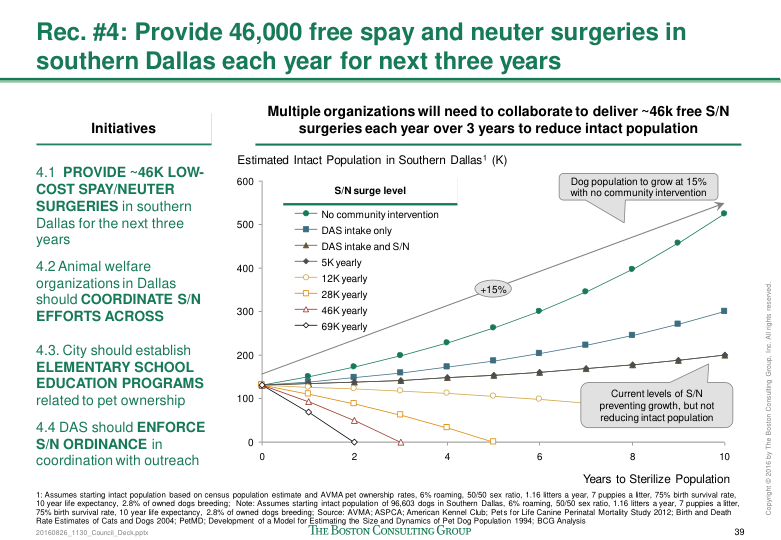 Rec. #4: Provide 46,000 free spay and neuter surgeries in
southern Dallas each year for next three years
Initiatives
4.1 PROVIDE ~46K LOW-
COST SPAY/NEUTER
SURGERIES in southern
Dallas for the next three
years
4.2 Animal welfare
organizations in Dallas
should COORDINATE S/N
EFFORTS ACROSS
4.3. City should establish
ELEMENTARY SCHOOL
EDUCATION PROGRAMS
related to pet ownership
4.4 DAS should ENFORCE
S/N ORDINANCE in
coordination with outreach
Multiple organizations will need to collaborate to deliver ~46k free S/N
surgeries each year over 3 years to reduce intact population
Estimated Intact Population in Southern Dallas¹ (K)
600
500
400
300
200
100
0
S/N surge level
No community intervention
DAS intake only
DAS intake and S/N
5K yearly
12K yearly
28K yearly
46K yearly
69K yearly
Dog population to grow at 15%
with no community intervention
+15%
Current levels of S/N
preventing growth, but not
reducing intact population
0 2 4 6 8 10
Years to Sterilize Population
1: Assumes starting intact population based on census population estimate and AVMA pet ownership rates, 6% roaming, 50/50 sex ratio, 1.16 litters a year, 7 puppies a litter, 75% birth survival rate,
10 year life expectancy, 2.8% of owned dogs breeding; Note: Assumes starting intact population of 96,603 dogs in Southern Dallas, 6% roaming, 50/50 sex ratio, 1.16 litters a year, 7 puppies a litter,
75% birth survival rate, 10 year life expectancy, 2.8% of owned dogs breeding; Source: AVMA; ASPCA; American Kennel Club; Pets for Life Canine Perinatal Mortality Study 2012; Birth and Death
Rate Estimates of Cats and Dogs 2004; PetMD; Development of a Model for Estimating the Size and Dynamics of Pet Dog Population 1994; BCG Analysis
20160826_1130_Council_Deck.pptx
THE BOSTON CONSULTING GROUP
39
Copyright © 2016 by The Boston Consulting Group, Inc. All rights reserved.